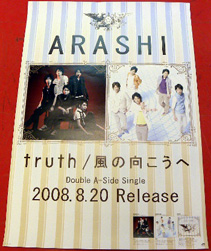 ARASHI
truth/風の向こうへ
Double A-Side Single
2008.8.20 Release